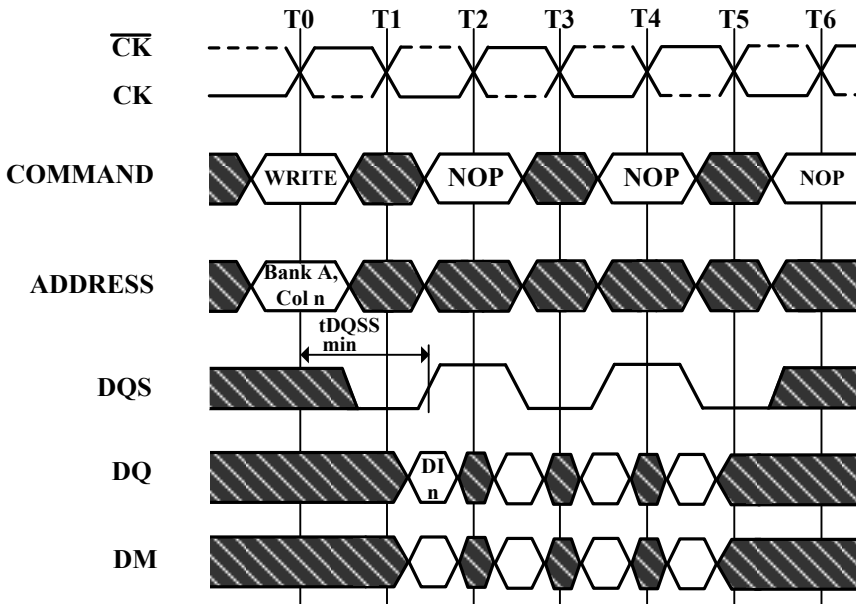 T0 T1 T2 T3 T4 T5 T6
CK
CK
COMMAND WRITE NOP NOP NOP
ADDRESS Bank A,
Col n
tDQSS
min
DQS
DQ DI
n
DM